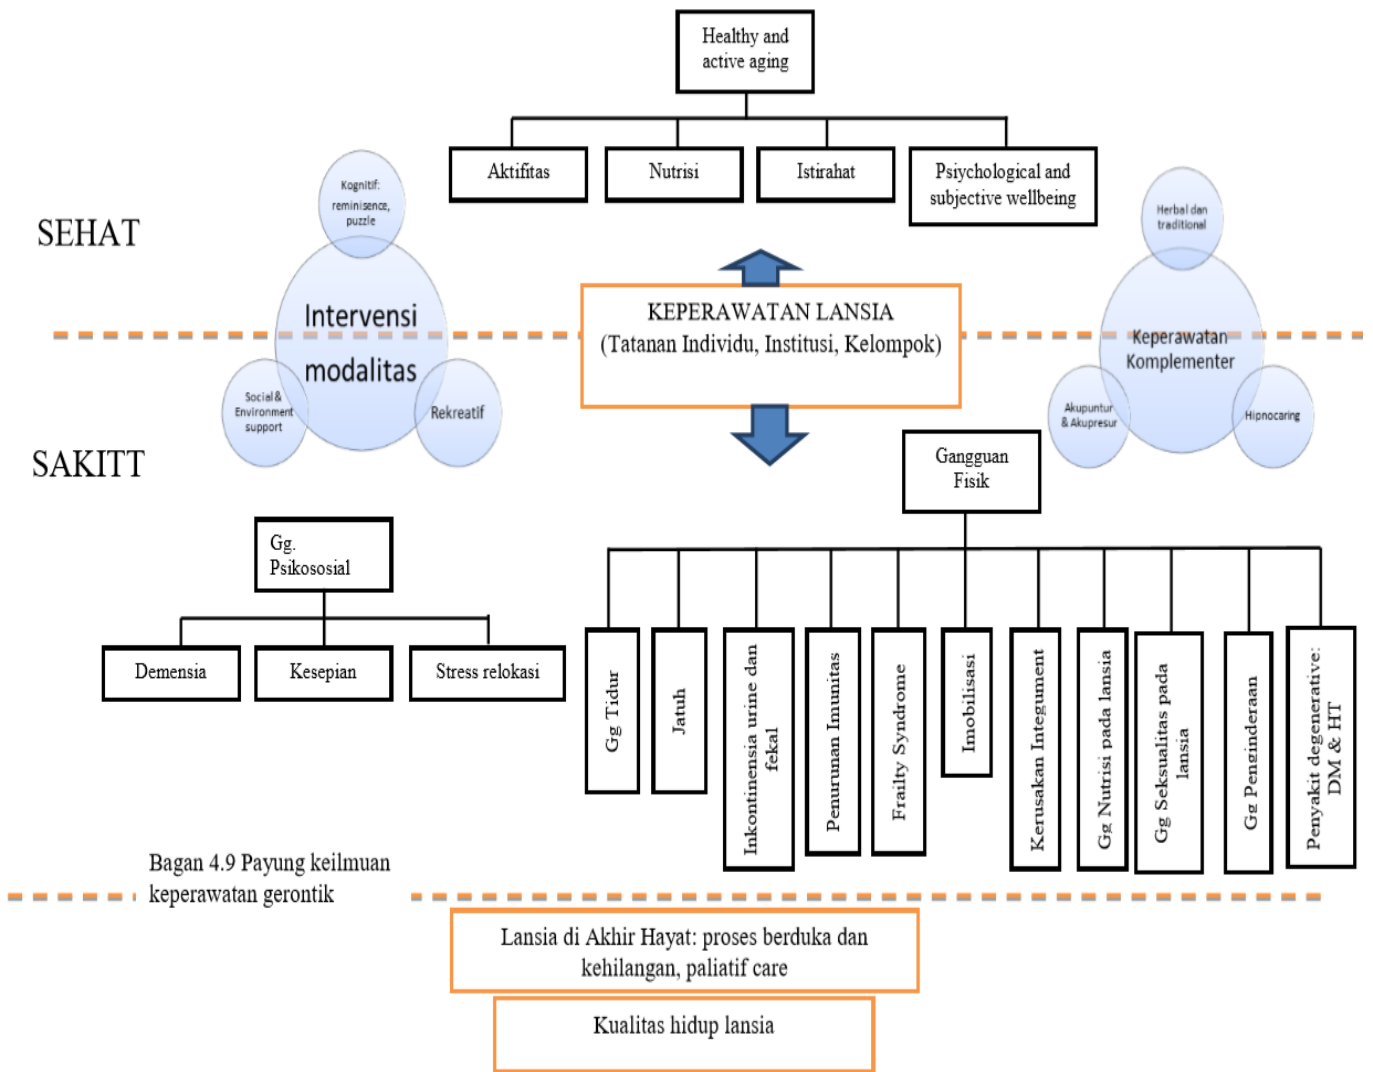 Healthy and
active aging
Aktifitas
Nutrisi
Istirahat
Psiychological and
subjective wellbeing
SEHAT
Kognitif:
reminisence,
puzzle
Intervensi
modalitas
Social &
Environment
support
Rekreatif
KEPERAWATAN LANSIA
(Tatanan Individu, Institusi, Kelompok)
Herbal dan
traditional
Keperawatan
Komplementer
Akupuntur
& Akupresur
Hipnocaring
SAKITT
Gangguan
Fisik
Gg.
Psikososial
Demensia
Kesepian
Stress relokasi
Gg Tidur
Jatuh
Inkontinensia urine dan
fekal
Penurunan Imunitas
Frailty Syndrome
Imobilisasi
Kerusakan Integument
Gg Nutrisi pada lansia
Gg Seksualitas pada
lansia
Gg Penginderaan
Penyakit degenerative:
DM & HT
Bagan 4.9 Payung keilmuan
keperawatan gerontik
Lansia di Akhir Hayat: proses berduka dan
kehilangan, paliatif care
Kualitas hidup lansia